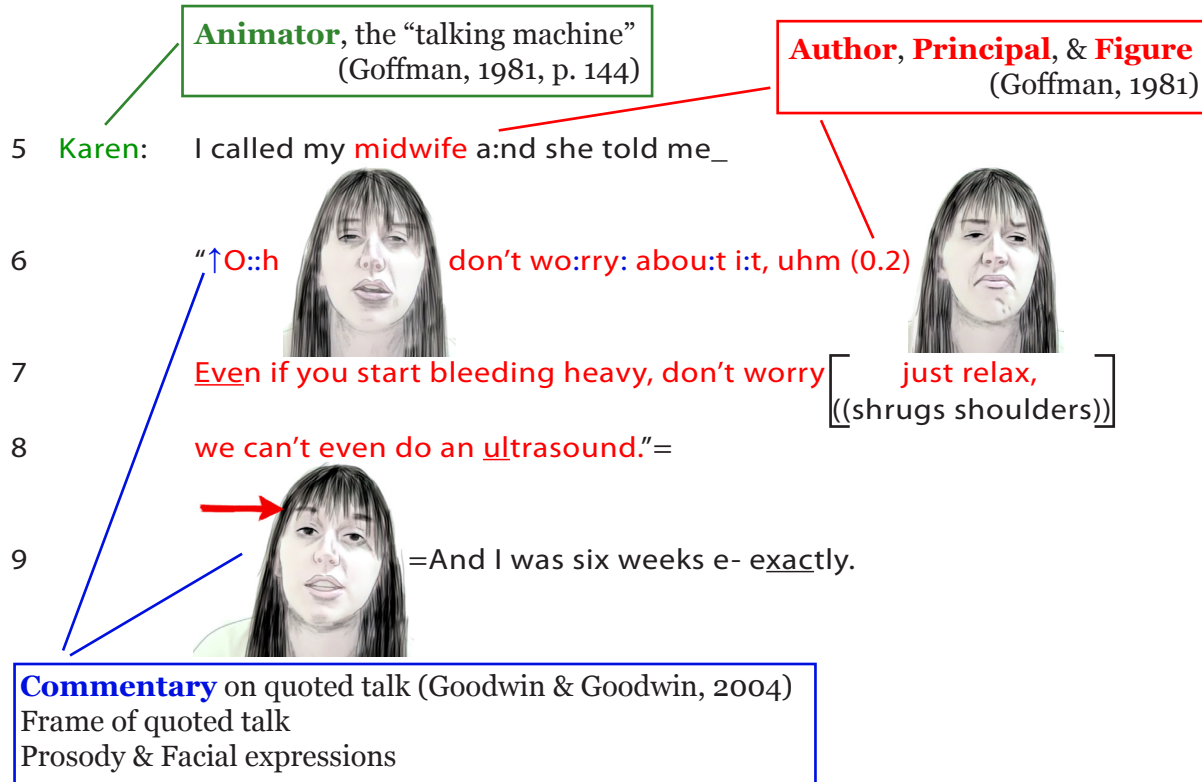 Animator, the “talking machine”
(Goffman, 1981, p. 144)
Author, Principal, & Figure
(Goffman, 1981)
5 Karen: I called my midwife a:nd she told me_
6 “↑O::h don't wo:rry: abou:t i:t, uhm (0.2)
7 Even if you start bleeding heavy, don't worry [ just relax, ]
((shrugs shoulders))
8 we can’t even do an ultrasound.”=
9 =And I was six weeks e- exactly.
Commentary on quoted talk (Goodwin & Goodwin, 2004)
Frame of quoted talk
Prosody & Facial expressions